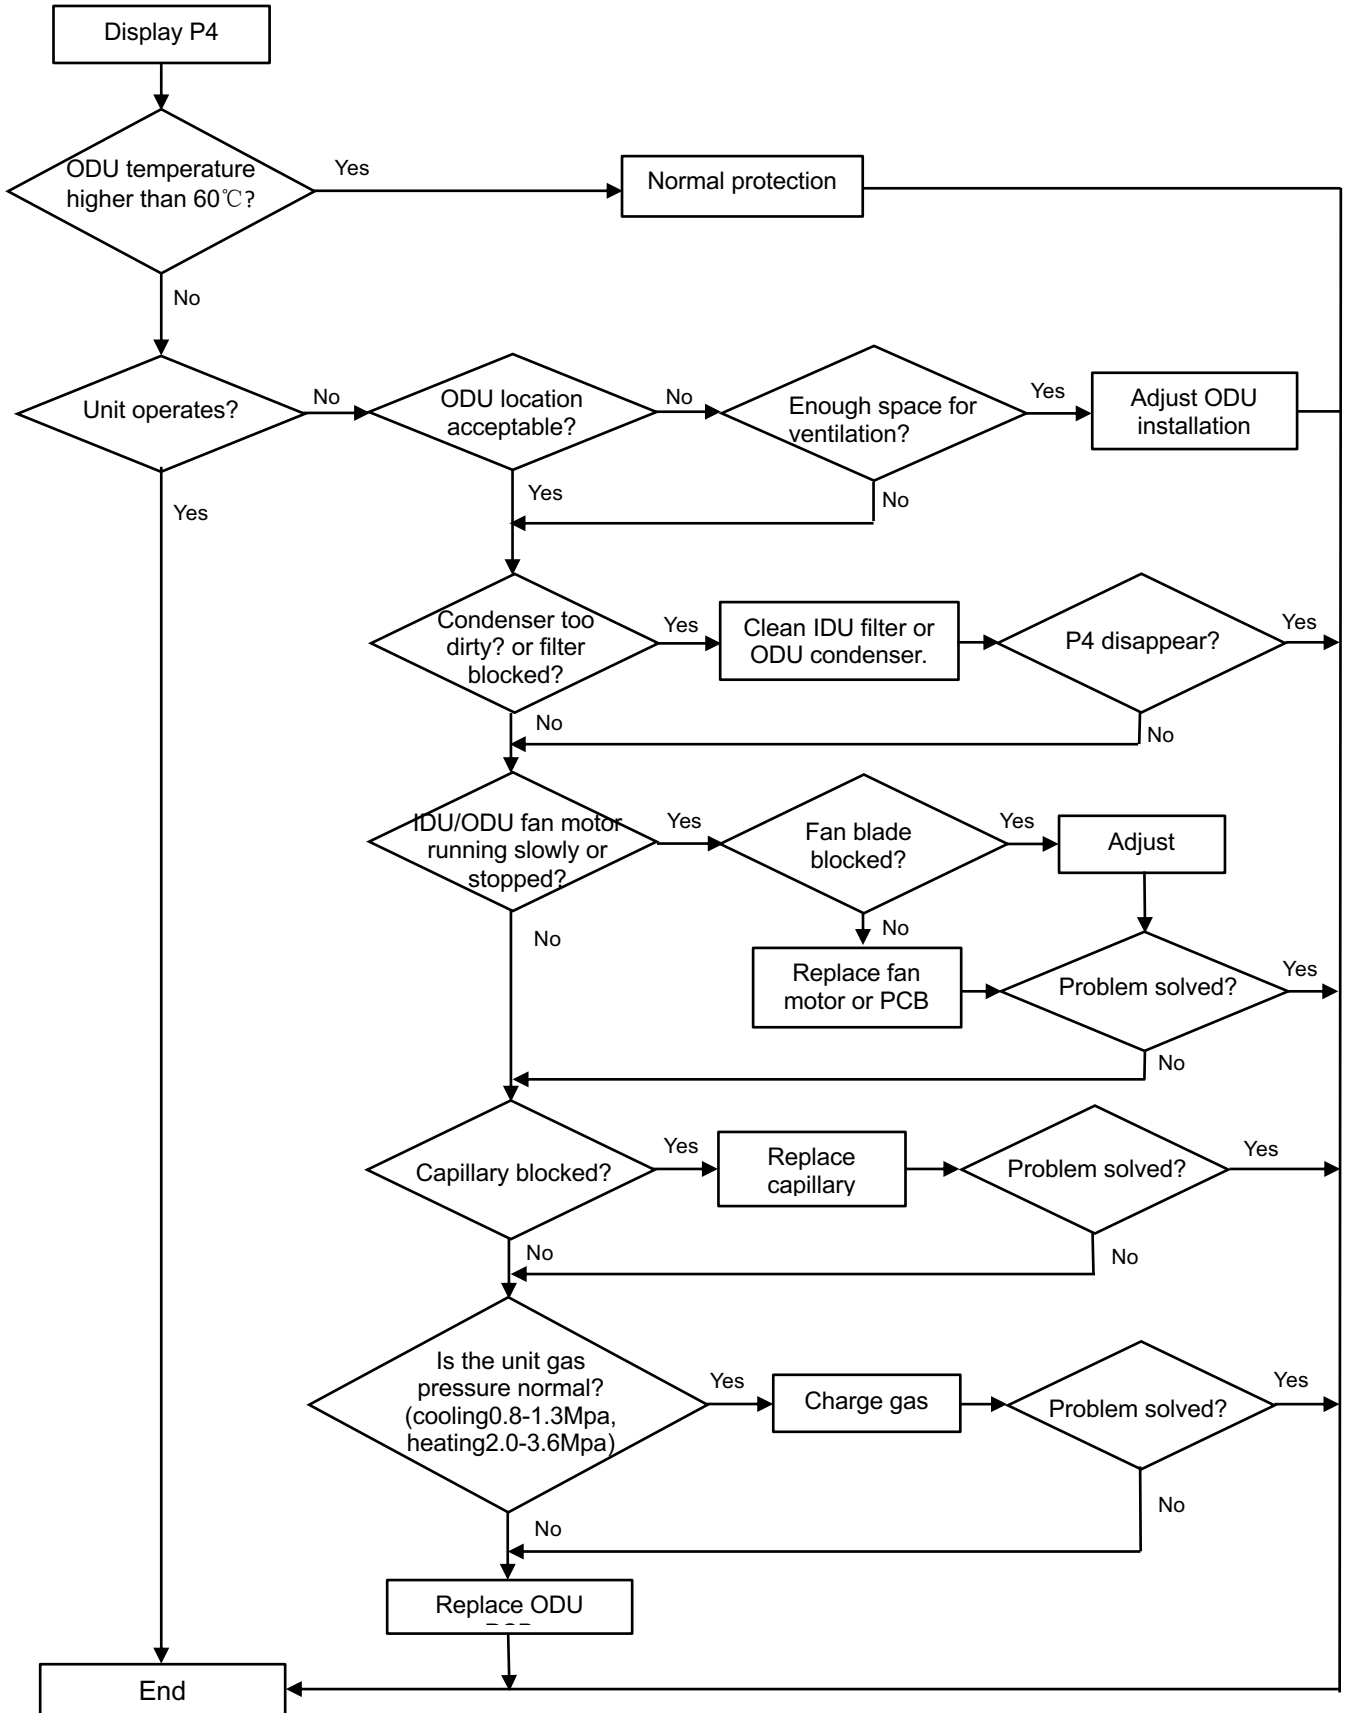 Display P4
ODU temperature
higher than 60℃?
Yes
Normal protection
No
Unit operates?
No
ODU location
acceptable?
No
Enough space for
ventilation?
Yes
Adjust ODU
installation
Yes
Yes
No
Condenser too
dirty? or filter
blocked?
Yes
Clean IDU filter or
ODU condenser.
P4 disappear?
Yes
No
No
IDU/ODU fan motor
running slowly or
stopped?
Yes
Fan blade
blocked?
Yes
Adjust
No
No
Replace fan
motor or PCB
Problem solved?
Yes
No
Capillary blocked?
Yes
Replace
capillary
Problem solved?
Yes
No
No
Is the unit gas
pressure normal?
(cooling0.8-1.3Mpa,
heating2.0-3.6Mpa)
Yes
Charge gas
Problem solved?
Yes
No
No
Replace ODU
End